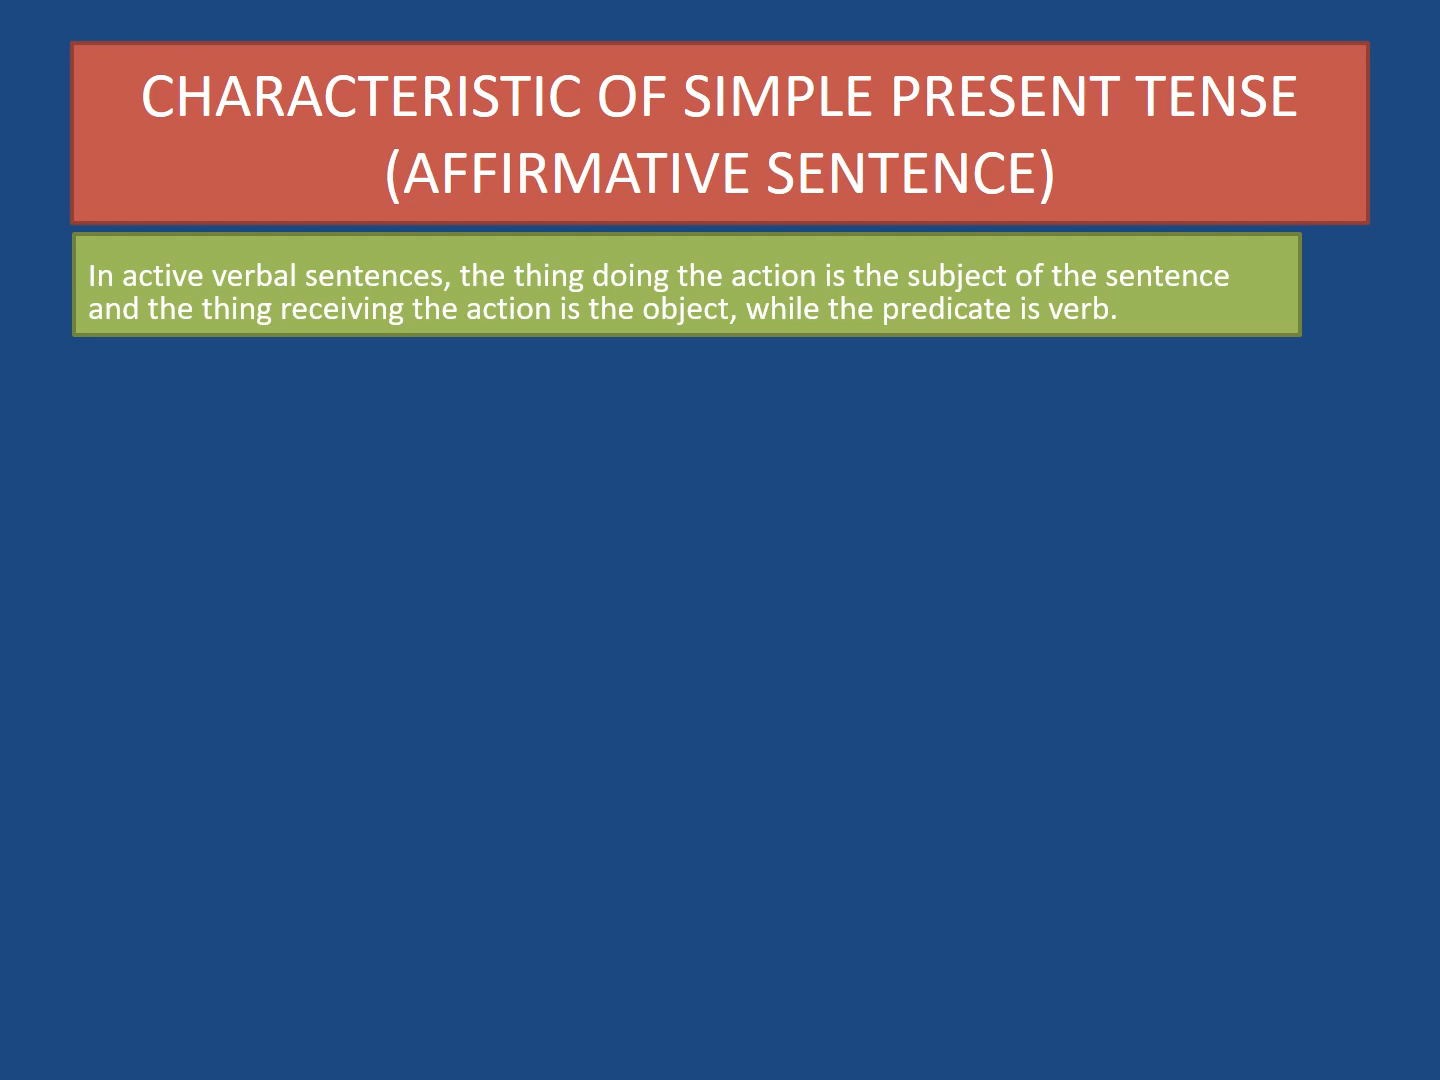 CHARACTERISTIC OF SIMPLE PRESENT TENSE
(AFFIRMATIVE SENTENCE)
In active verbal sentences, the thing doing the action is the subject of the sentence
and the thing receiving the action is the object, while the predicate is verb.